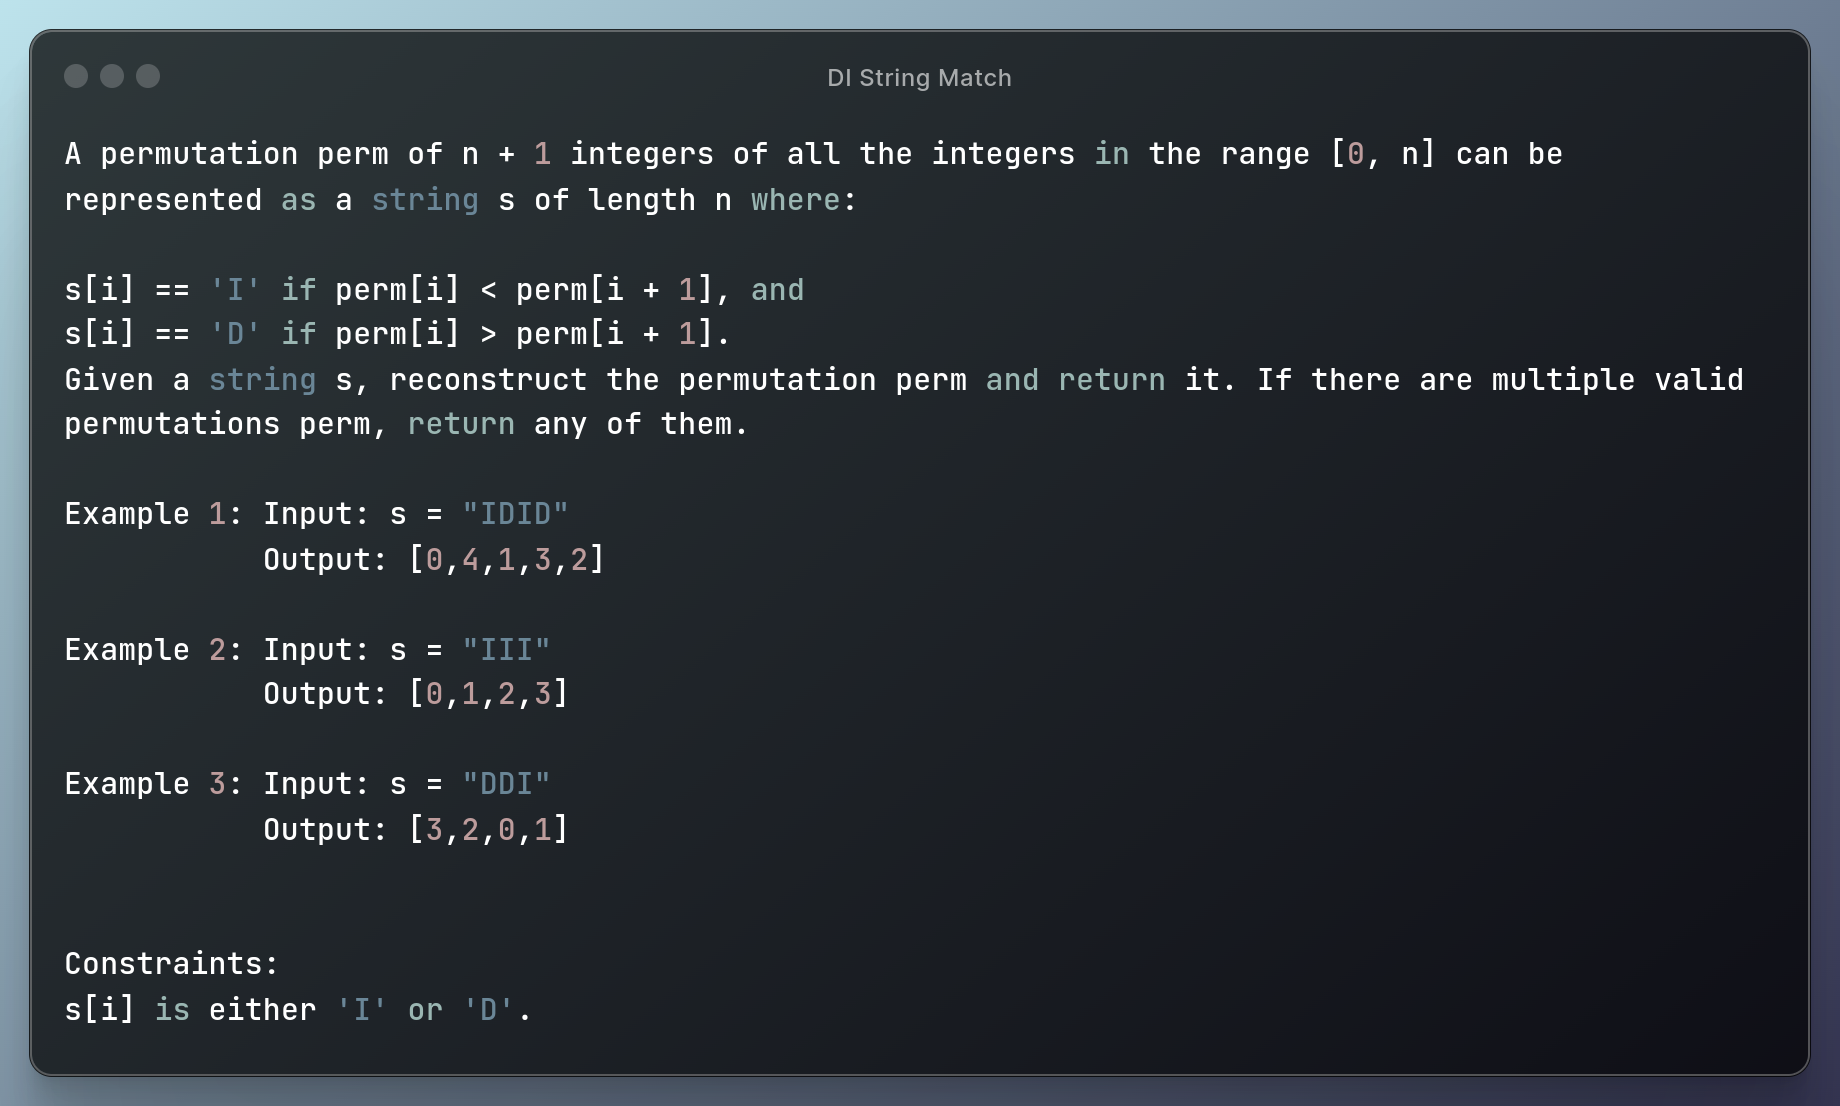 DI String Match
A permutation perm of n + 1 integers of all the integers in the range [0, n] can be
represented as a string s of length n where:
s[i] == 'I' if perm[i] < perm[i + 1], and
s[i] == 'D' if perm[i] > perm[i + 1].
Given a string s, reconstruct the permutation perm and return it. If there are multiple valid
permutations perm, return any of them.
Example 1: Input: s = "IDID"
Output: [0,4,1,3,2]
Example 2: Input: s = "III"
Output: [0,1,2,3]
Example 3: Input: s = "DDI"
Output: [3,2,0,1]
Constraints:
s[i] is either 'I' or 'D'.